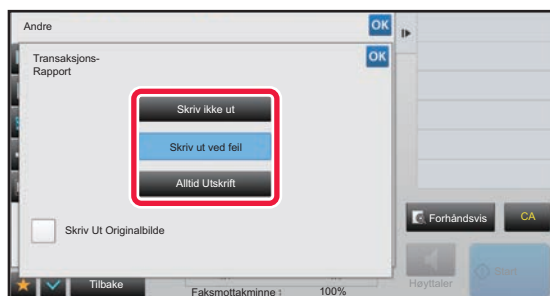 Andre
OK
Transaksjons-
Rapport
OK
Skriv ikke ut
Skriv ut ved feil
Alltid Utskrift
Skriv Ut Originalbilde
Forhåndsvis
CA
Høyttaler
Start
Tilbake
Faksmottakminne :
100%